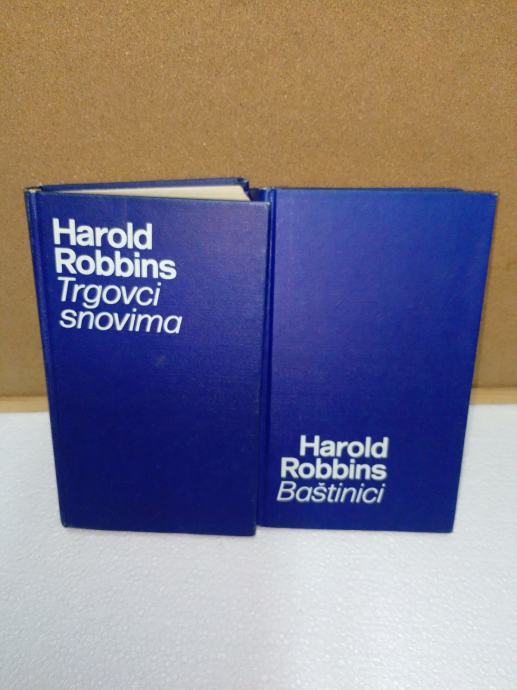 Harold
Robbins
Trgovci
snovima
Harold
Robbins
Baštinici